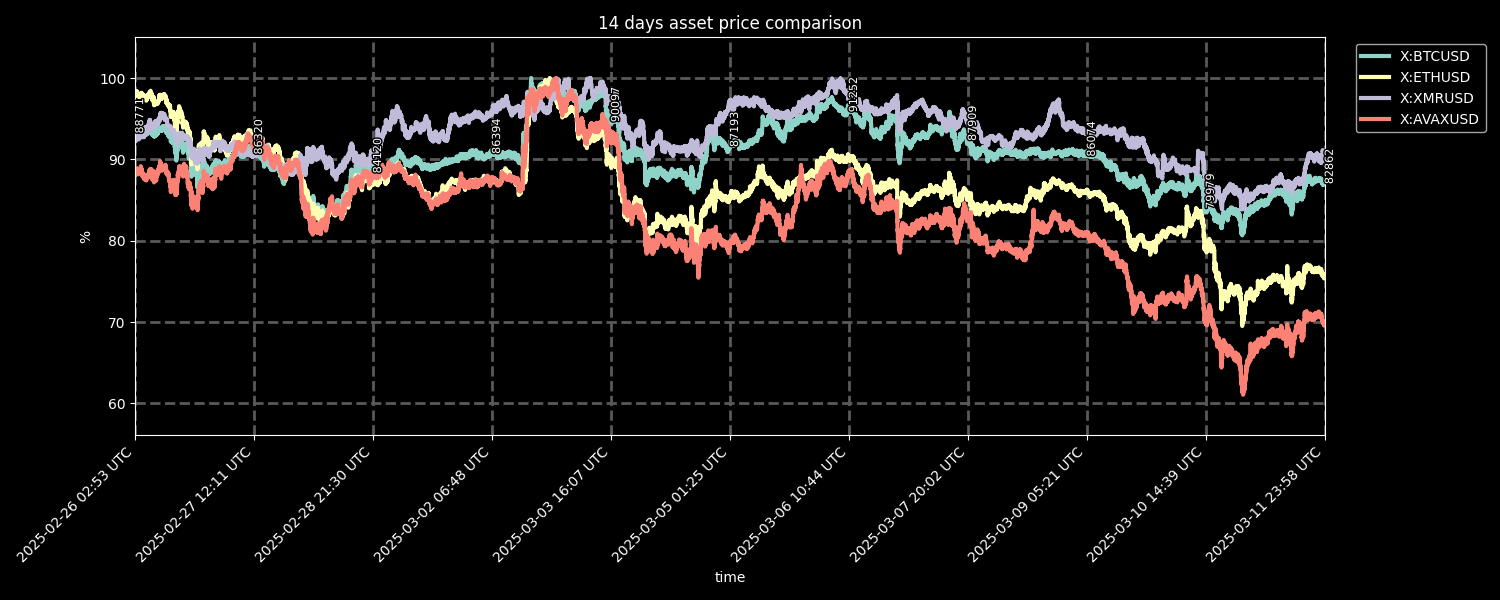 14 days asset price comparison
X:BTCUSD
X:ETHUSD
X:XMRUSD
X:AVAXUSD
%
100
90
80
70
60
88771
86320
84120
86394
90097
87193
91252
87909
86074
79979
82862
2025-02-26 02:53 UTC
2025-02-27 12:11 UTC
2025-02-28 21:30 UTC
2025-03-02 06:48 UTC
2025-03-03 16:07 UTC
2025-03-05 01:25 UTC
2025-03-06 10:44 UTC
2025-03-07 20:02 UTC
2025-03-09 05:21 UTC
2025-03-10 14:39 UTC
2025-03-11 23:58 UTC
time